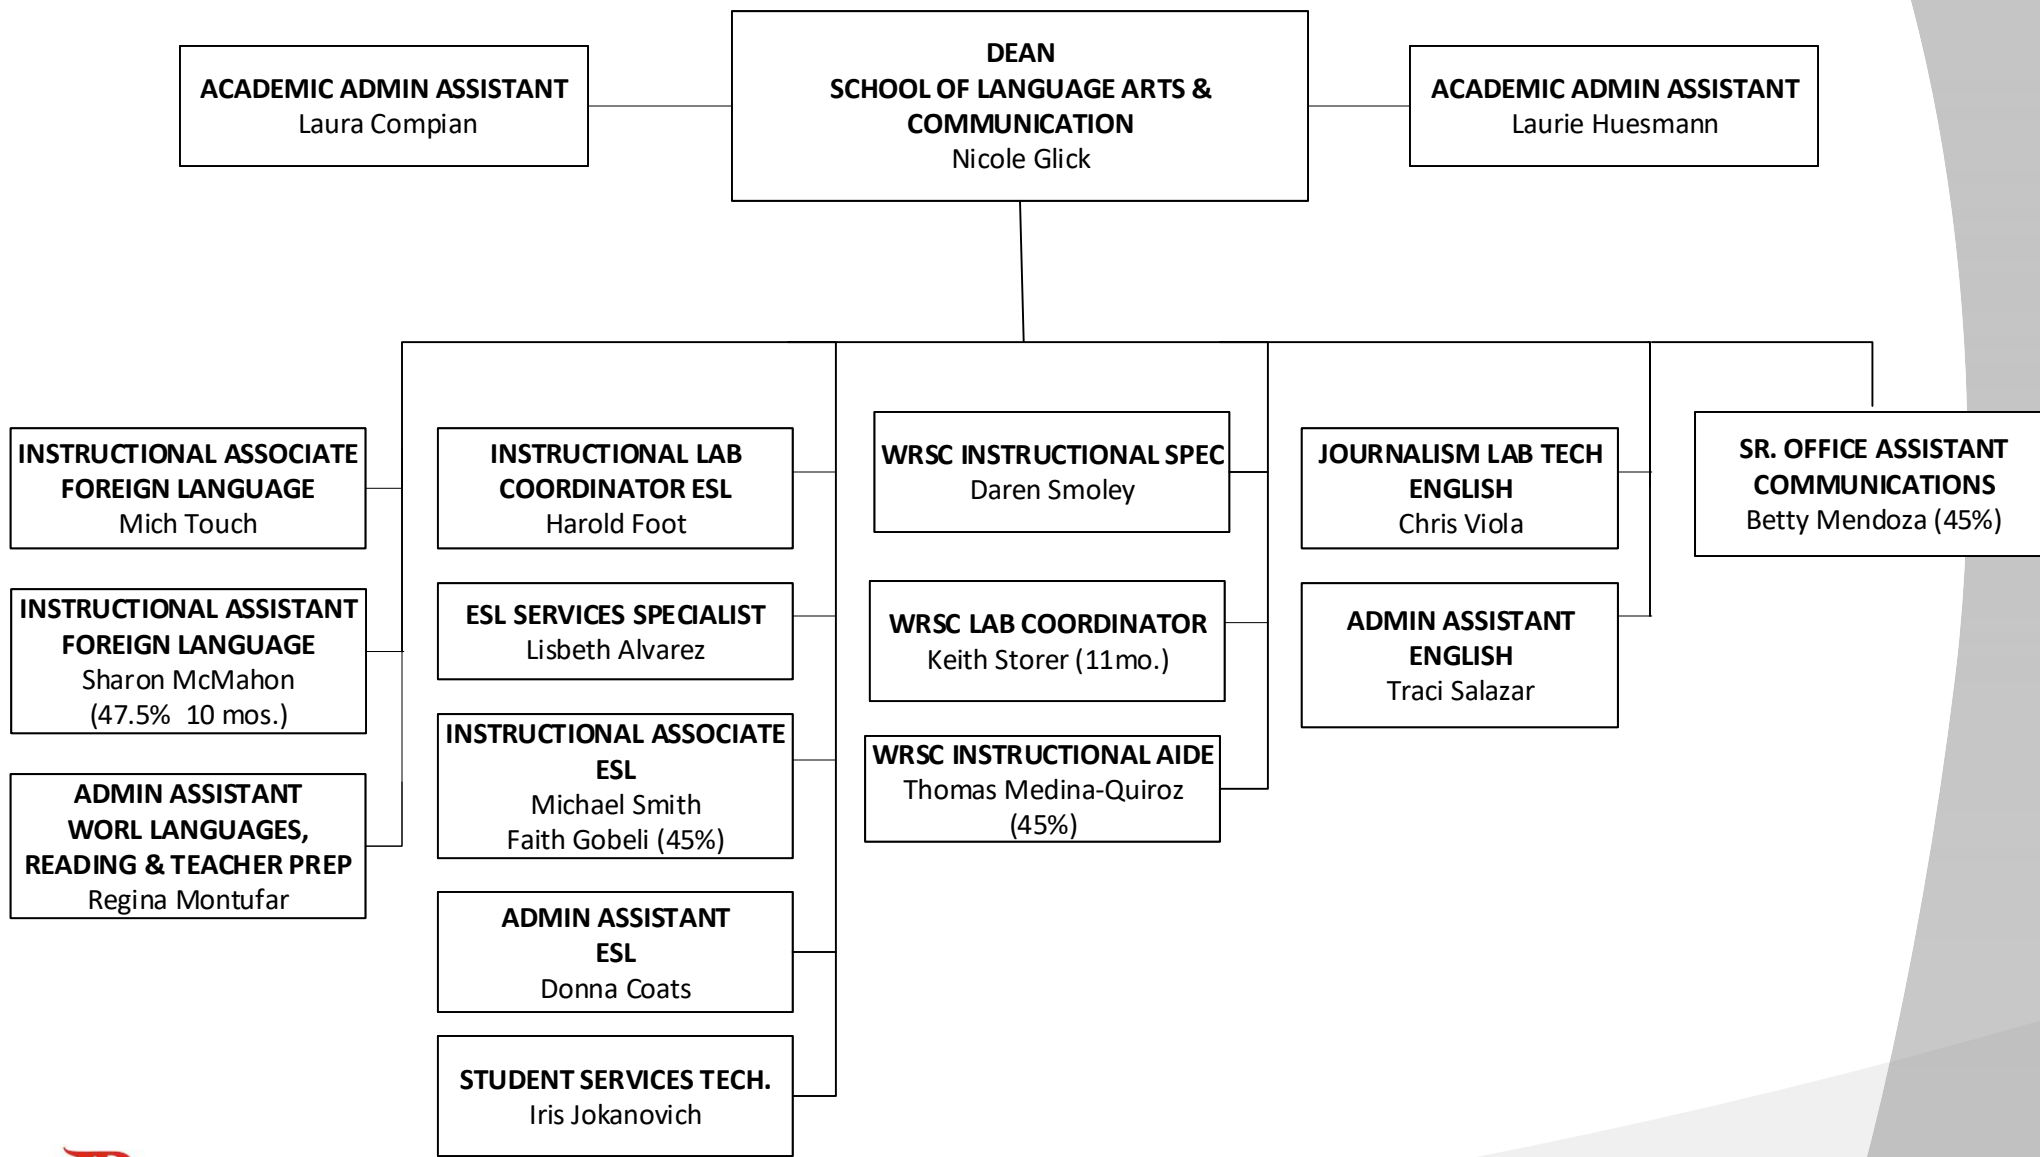 DEAN
SCHOOL OF LANGUAGE ARTS &
COMMUNICATION
Nicole Glick
ACADEMIC ADMIN ASSISTANT
Laura Compian
ACADEMIC ADMIN ASSISTANT
Laurie Huesmann
INSTRUCTIONAL ASSOCIATE
FOREIGN LANGUAGE
Mich Touch
INSTRUCTIONAL ASSISTANT
FOREIGN LANGUAGE
Sharon McMahon
(47.5% 10 mos.)
ADMIN ASSISTANT
WORL LANGUAGES,
READING & TEACHER PREP
Regina Montufar
INSTRUCTIONAL LAB
COORDINATOR ESL
Harold Foot
ESL SERVICES SPECIALIST
Lisbeth Alvarez
INSTRUCTIONAL ASSOCIATE
ESL
Michael Smith
Faith Gobeli (45%)
ADMIN ASSISTANT
ESL
Donna Coats
STUDENT SERVICES TECH.
Iris Jokanovich
WRSC INSTRUCTIONAL SPEC
Daren Smoley
WRSC LAB COORDINATOR
Keith Storer (11mo.)
WRSC INSTRUCTIONAL AIDE
Thomas Medina-Quiroz
(45%)
JOURNALISM LAB TECH
ENGLISH
Chris Viola
ADMIN ASSISTANT
ENGLISH
Traci Salazar
SR. OFFICE ASSISTANT
COMMUNICATIONS
Betty Mendoza (45%)